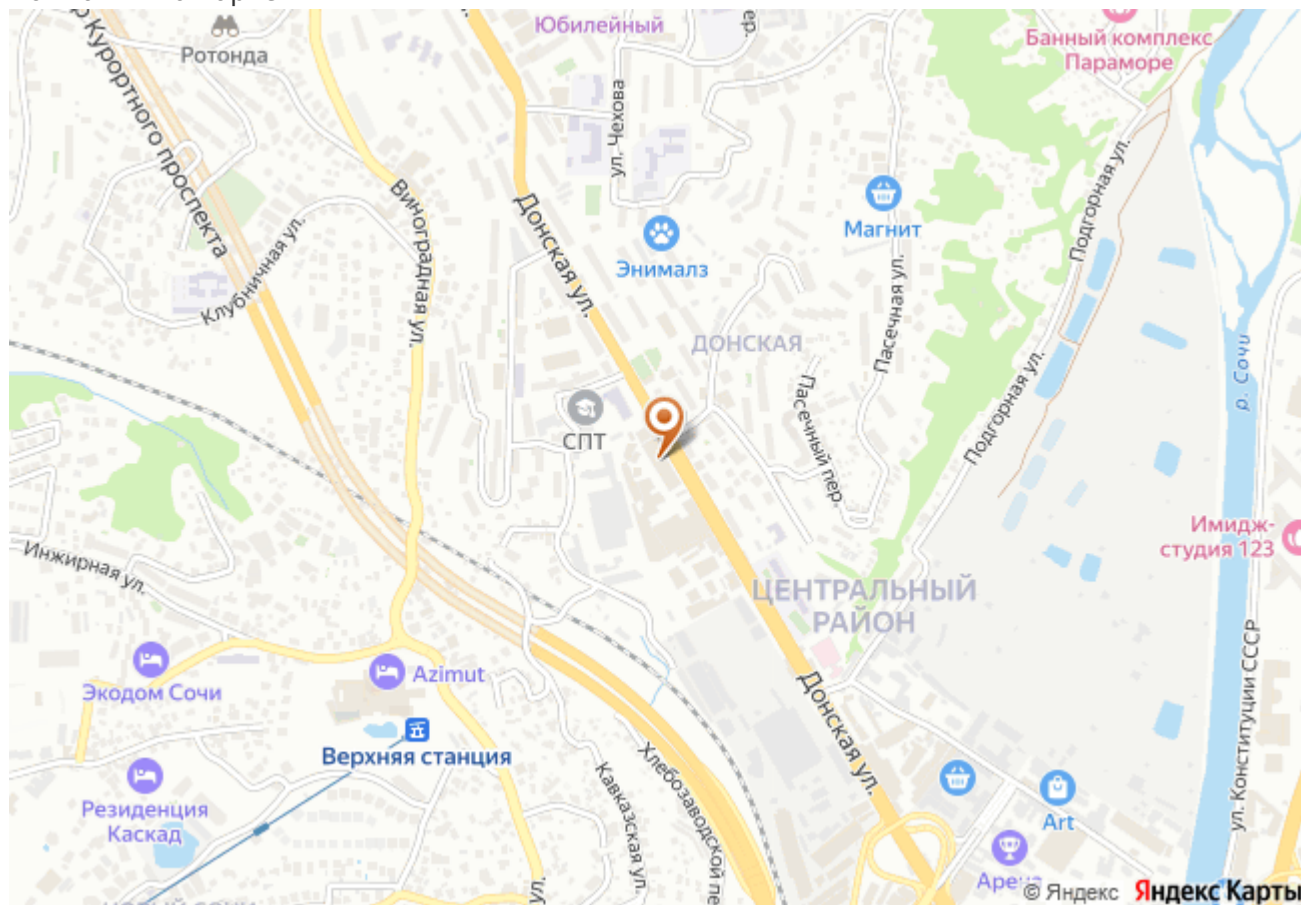 Ротонда
Юбилейный
пер.
Банный комплекс
Параморе
Курортного проспекта
ул. Чехова
Виноградная ул.
Донская ул.
Подгорная ул.
Магнит
Энималз
Клубничная ул.
Пасечная ул.
ДОНСКАЯ
р. Сочи
Подгорная ул.
СПТ
Пасечный пер.
Имидж-
студия 123
Инжирная ул.
ЦЕНТРАЛЬНЫЙ
РАЙОН
Экодом Сочи
Azimut
Донская ул.
ул. Конституции СССР
Верхняя станция
Резиденция
Каскад
Кавказская ул.
Хлебозаводской пе
Art
Арена
ул.
© Яндекс Яндекс Карты